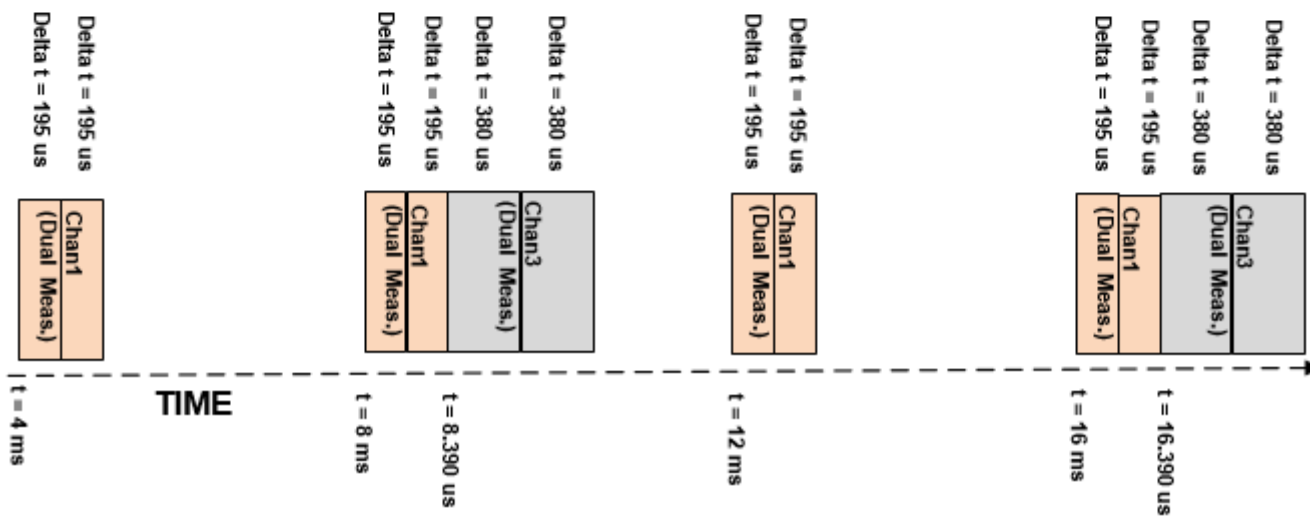 Delta t = 195 us
Delta t = 195 us
Delta t = 195 us
Delta t = 195 us
Delta t = 380 us
Delta t = 380 us
Delta t = 195 us
Delta t = 195 us
Delta t = 195 us
Delta t = 195 us
Delta t = 380 us
Delta t = 380 us
Chan1
(Dual Meas.)
Chan1
(Dual Meas.)
Chan3
(Dual Meas.)
Chan1
(Dual Meas.)
Chan1
(Dual Meas.)
Chan3
(Dual Meas.)
t = 4 ms
TIME
t = 8 ms
t = 8.390 us
t = 12 ms
t = 16 ms
t = 16.390 us